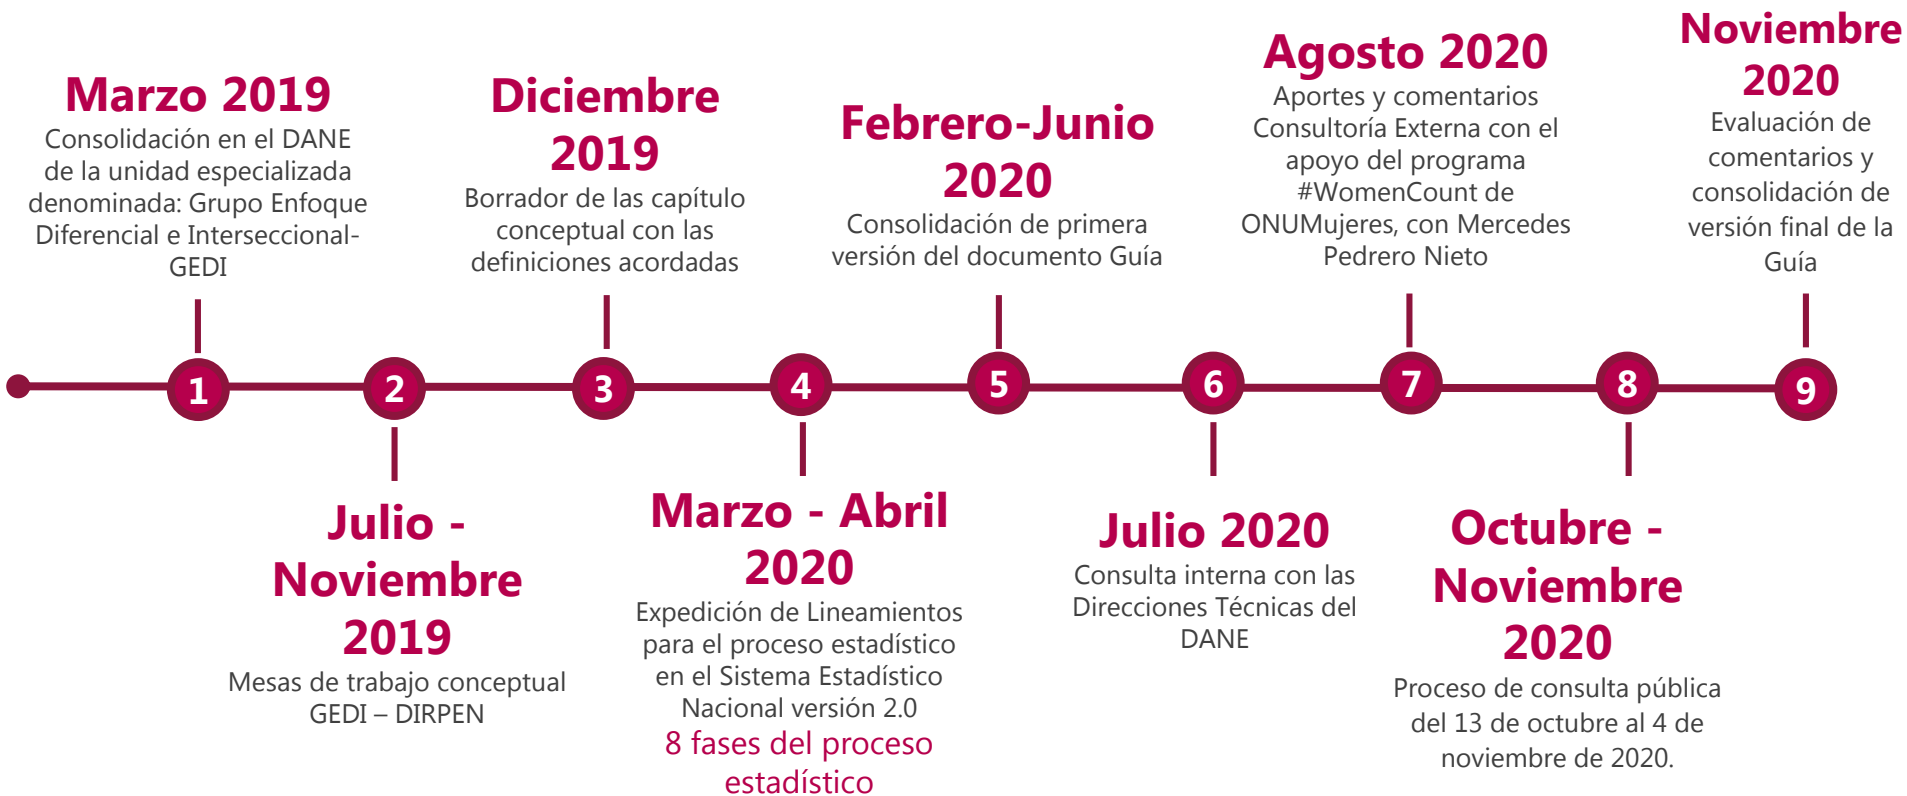 Marzo 2019
Consolidación en el DANE
de la unidad especializada
denominada: Grupo Enfoque
Diferencial e Interseccional-
GEDI
1
2
Julio -
Noviembre
2019
Mesas de trabajo conceptual
GEDI – DIRPEN
Diciembre
2019
Borrador de las capítulo
conceptual con las
definiciones acordadas
3
4
Marzo - Abril
2020
Expedición de Lineamientos
para el proceso estadístico
en el Sistema Estadístico
Nacional versión 2.0
8 fases del proceso
estadístico
Febrero-Junio
2020
Consolidación de primera
versión del documento Guía
5
6
Julio 2020
Consulta interna con las
Direcciones Técnicas del
DANE
Agosto 2020
Aportes y comentarios
Consultoría Externa con el
apoyo del programa
#WomenCount de
ONUMujeres, con Mercedes
Pedrero Nieto
7
8
Octubre -
Noviembre
2020
Proceso de consulta pública
del 13 de octubre al 4 de
noviembre de 2020.
Noviembre
2020
Evaluación de
comentarios y
consolidación de
versión final de la
Guía
9